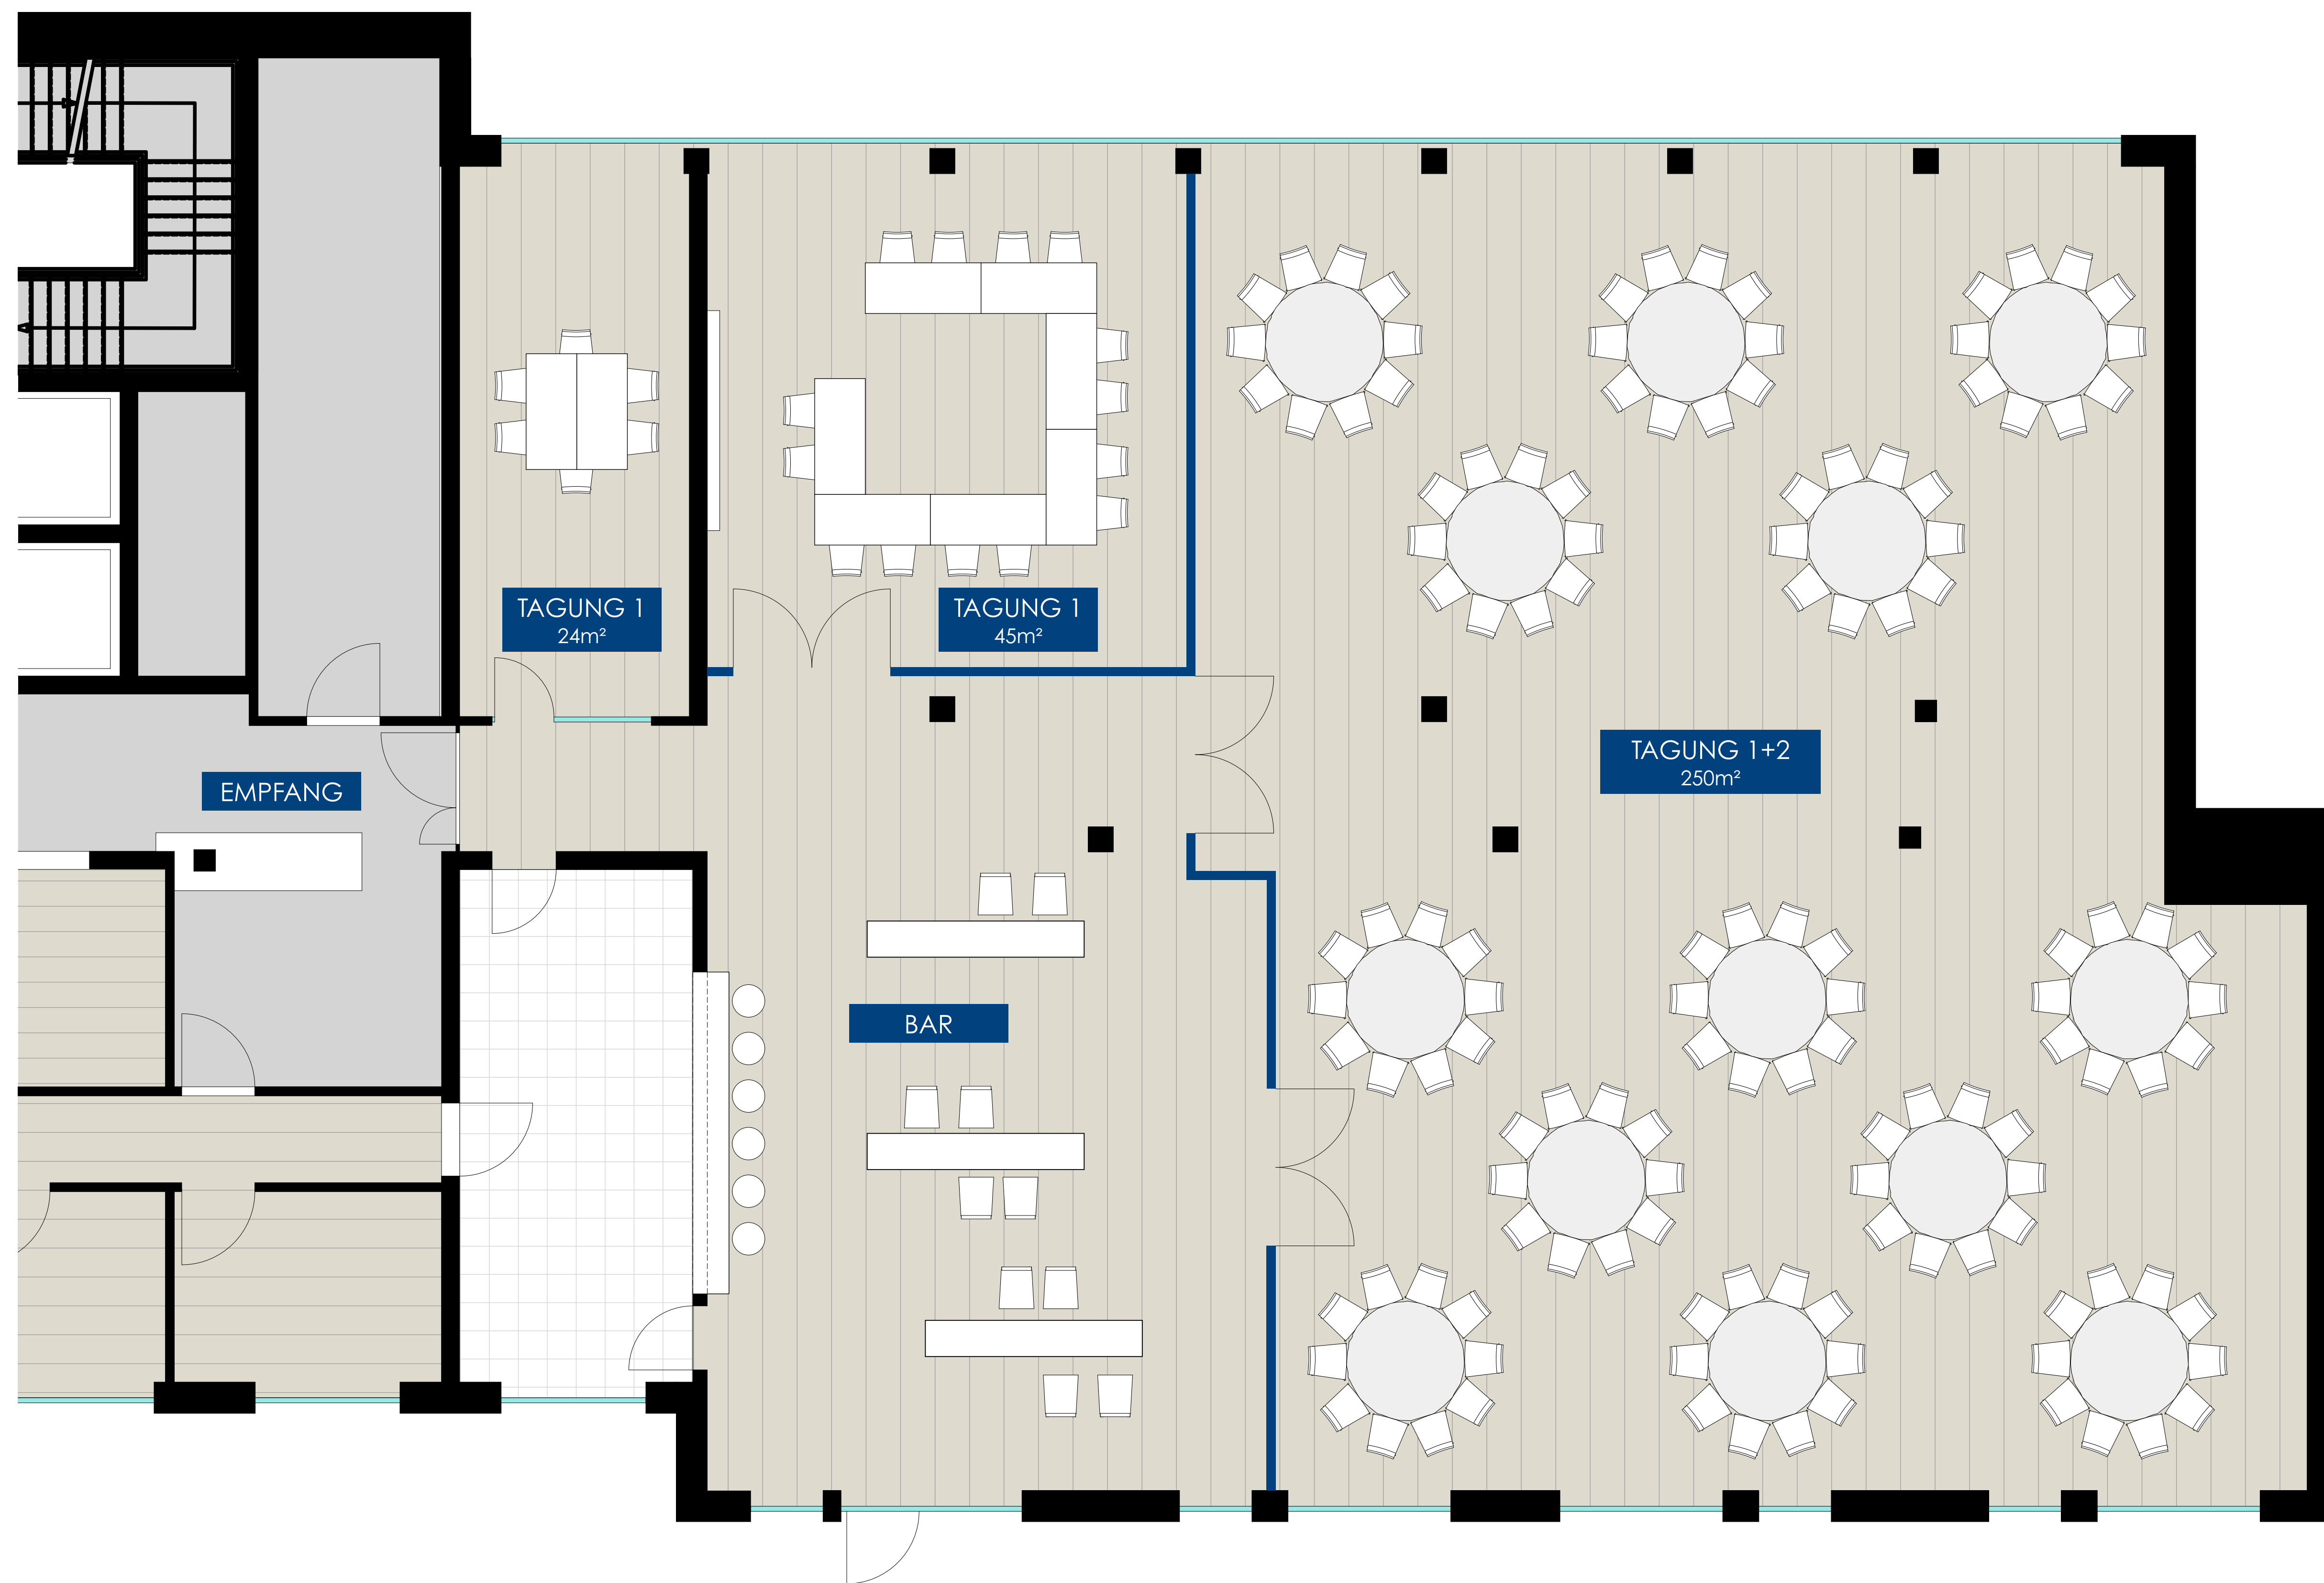 TAGUNG 1
24m²
TAGUNG 1
45m²
TAGUNG 1+2
250m²
EMPFANG
BAR